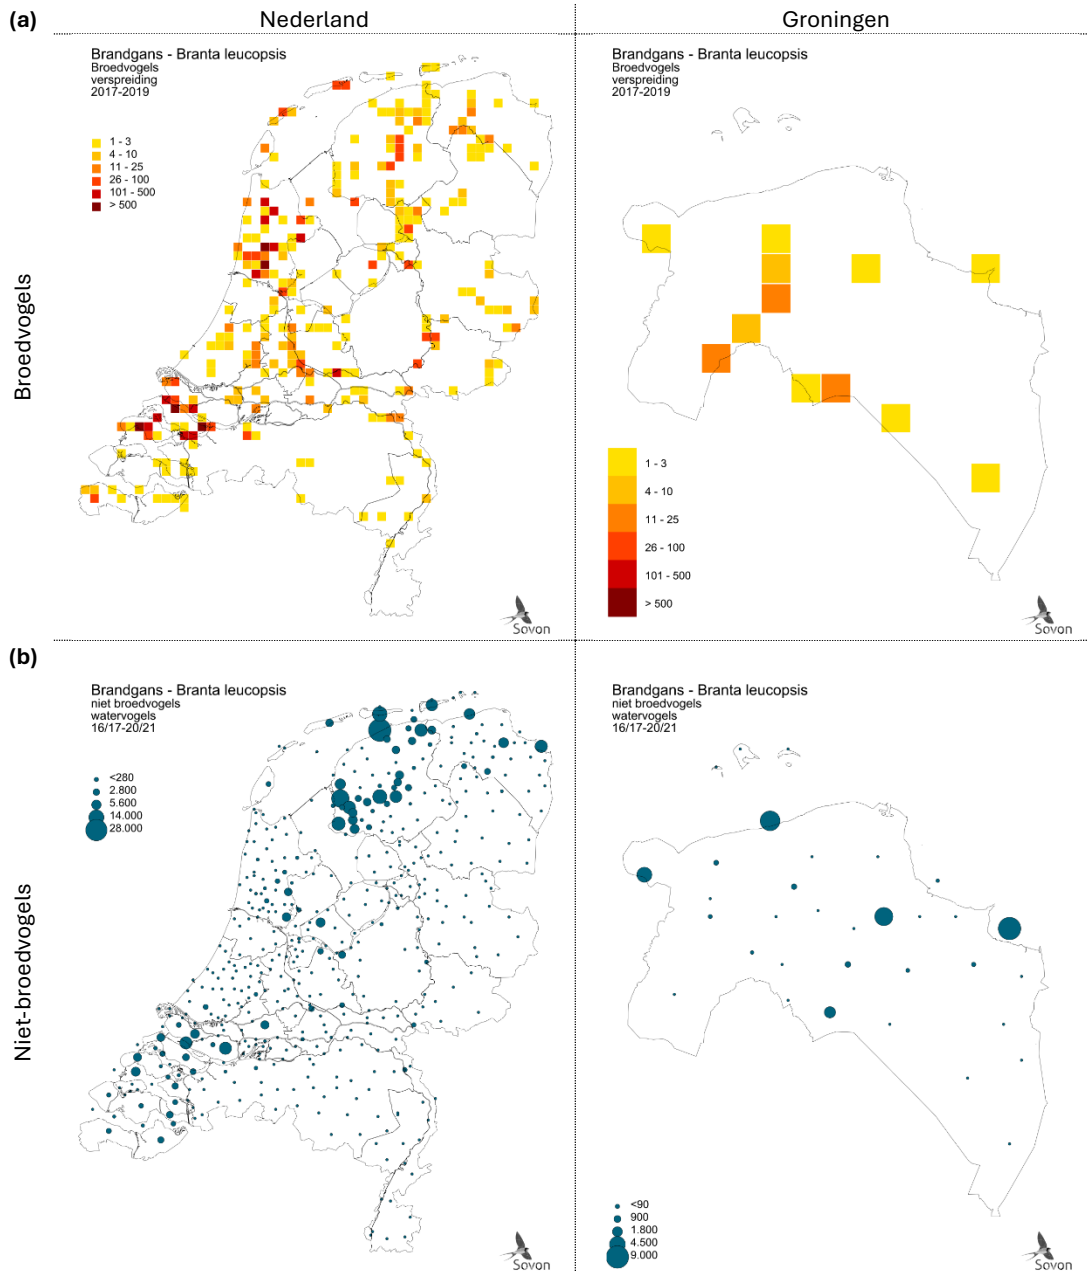 Nederland
Groningen
(a)
Broedvogels
Brandgans - Branta leucopsis
Broedvogels
verspreiding
2017-2019
1 - 3
4 - 10
11 - 25
26 - 100
101 - 500
> 500
Sovon
Brandgans - Branta leucopsis
Broedvogels
verspreiding
2017-2019
1 - 3
4 - 10
11 - 25
26 - 100
101 - 500
> 500
Sovon
(b)
Niet-broedvogels
Brandgans - Branta leucopsis
niet broedvogels
watervogels
16/17-20/21
<280
2.800
5.600
14.000
28.000
Sovon
Brandgans - Branta leucopsis
niet broedvogels
watervogels
16/17-20/21
<90
900
1.800
4.500
9.000
Sovon